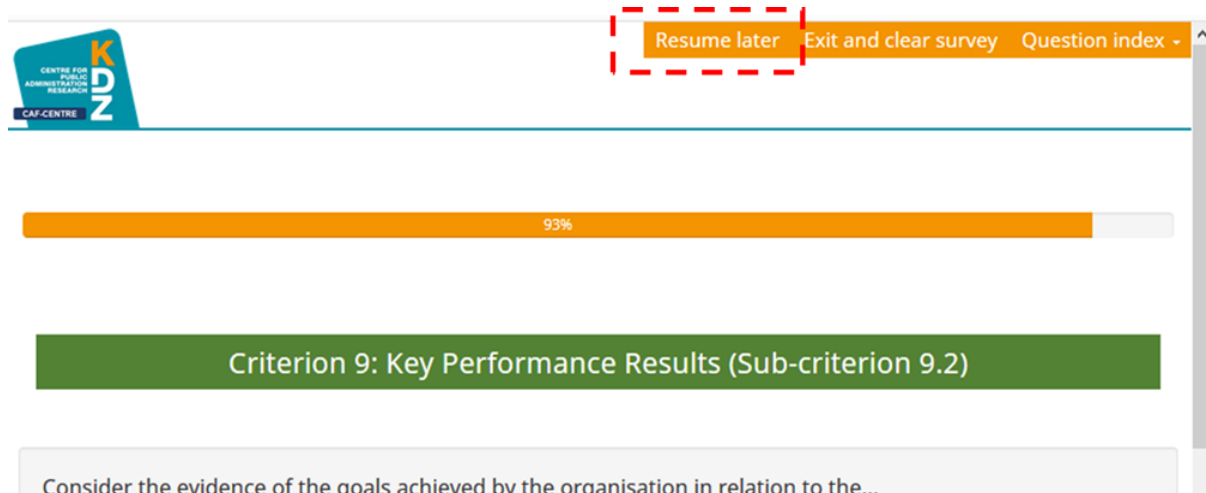 Resume later Exit and clear survey Question index
K
D
Z
CENTRE FOR
PUBLIC
ADMINISTRATION
RESEARCH
CAF-CENTRE
93%
Criterion 9: Key Performance Results (Sub-criterion 9.2)
Consider the evidence of the goals achieved by the organisation in relation to the...